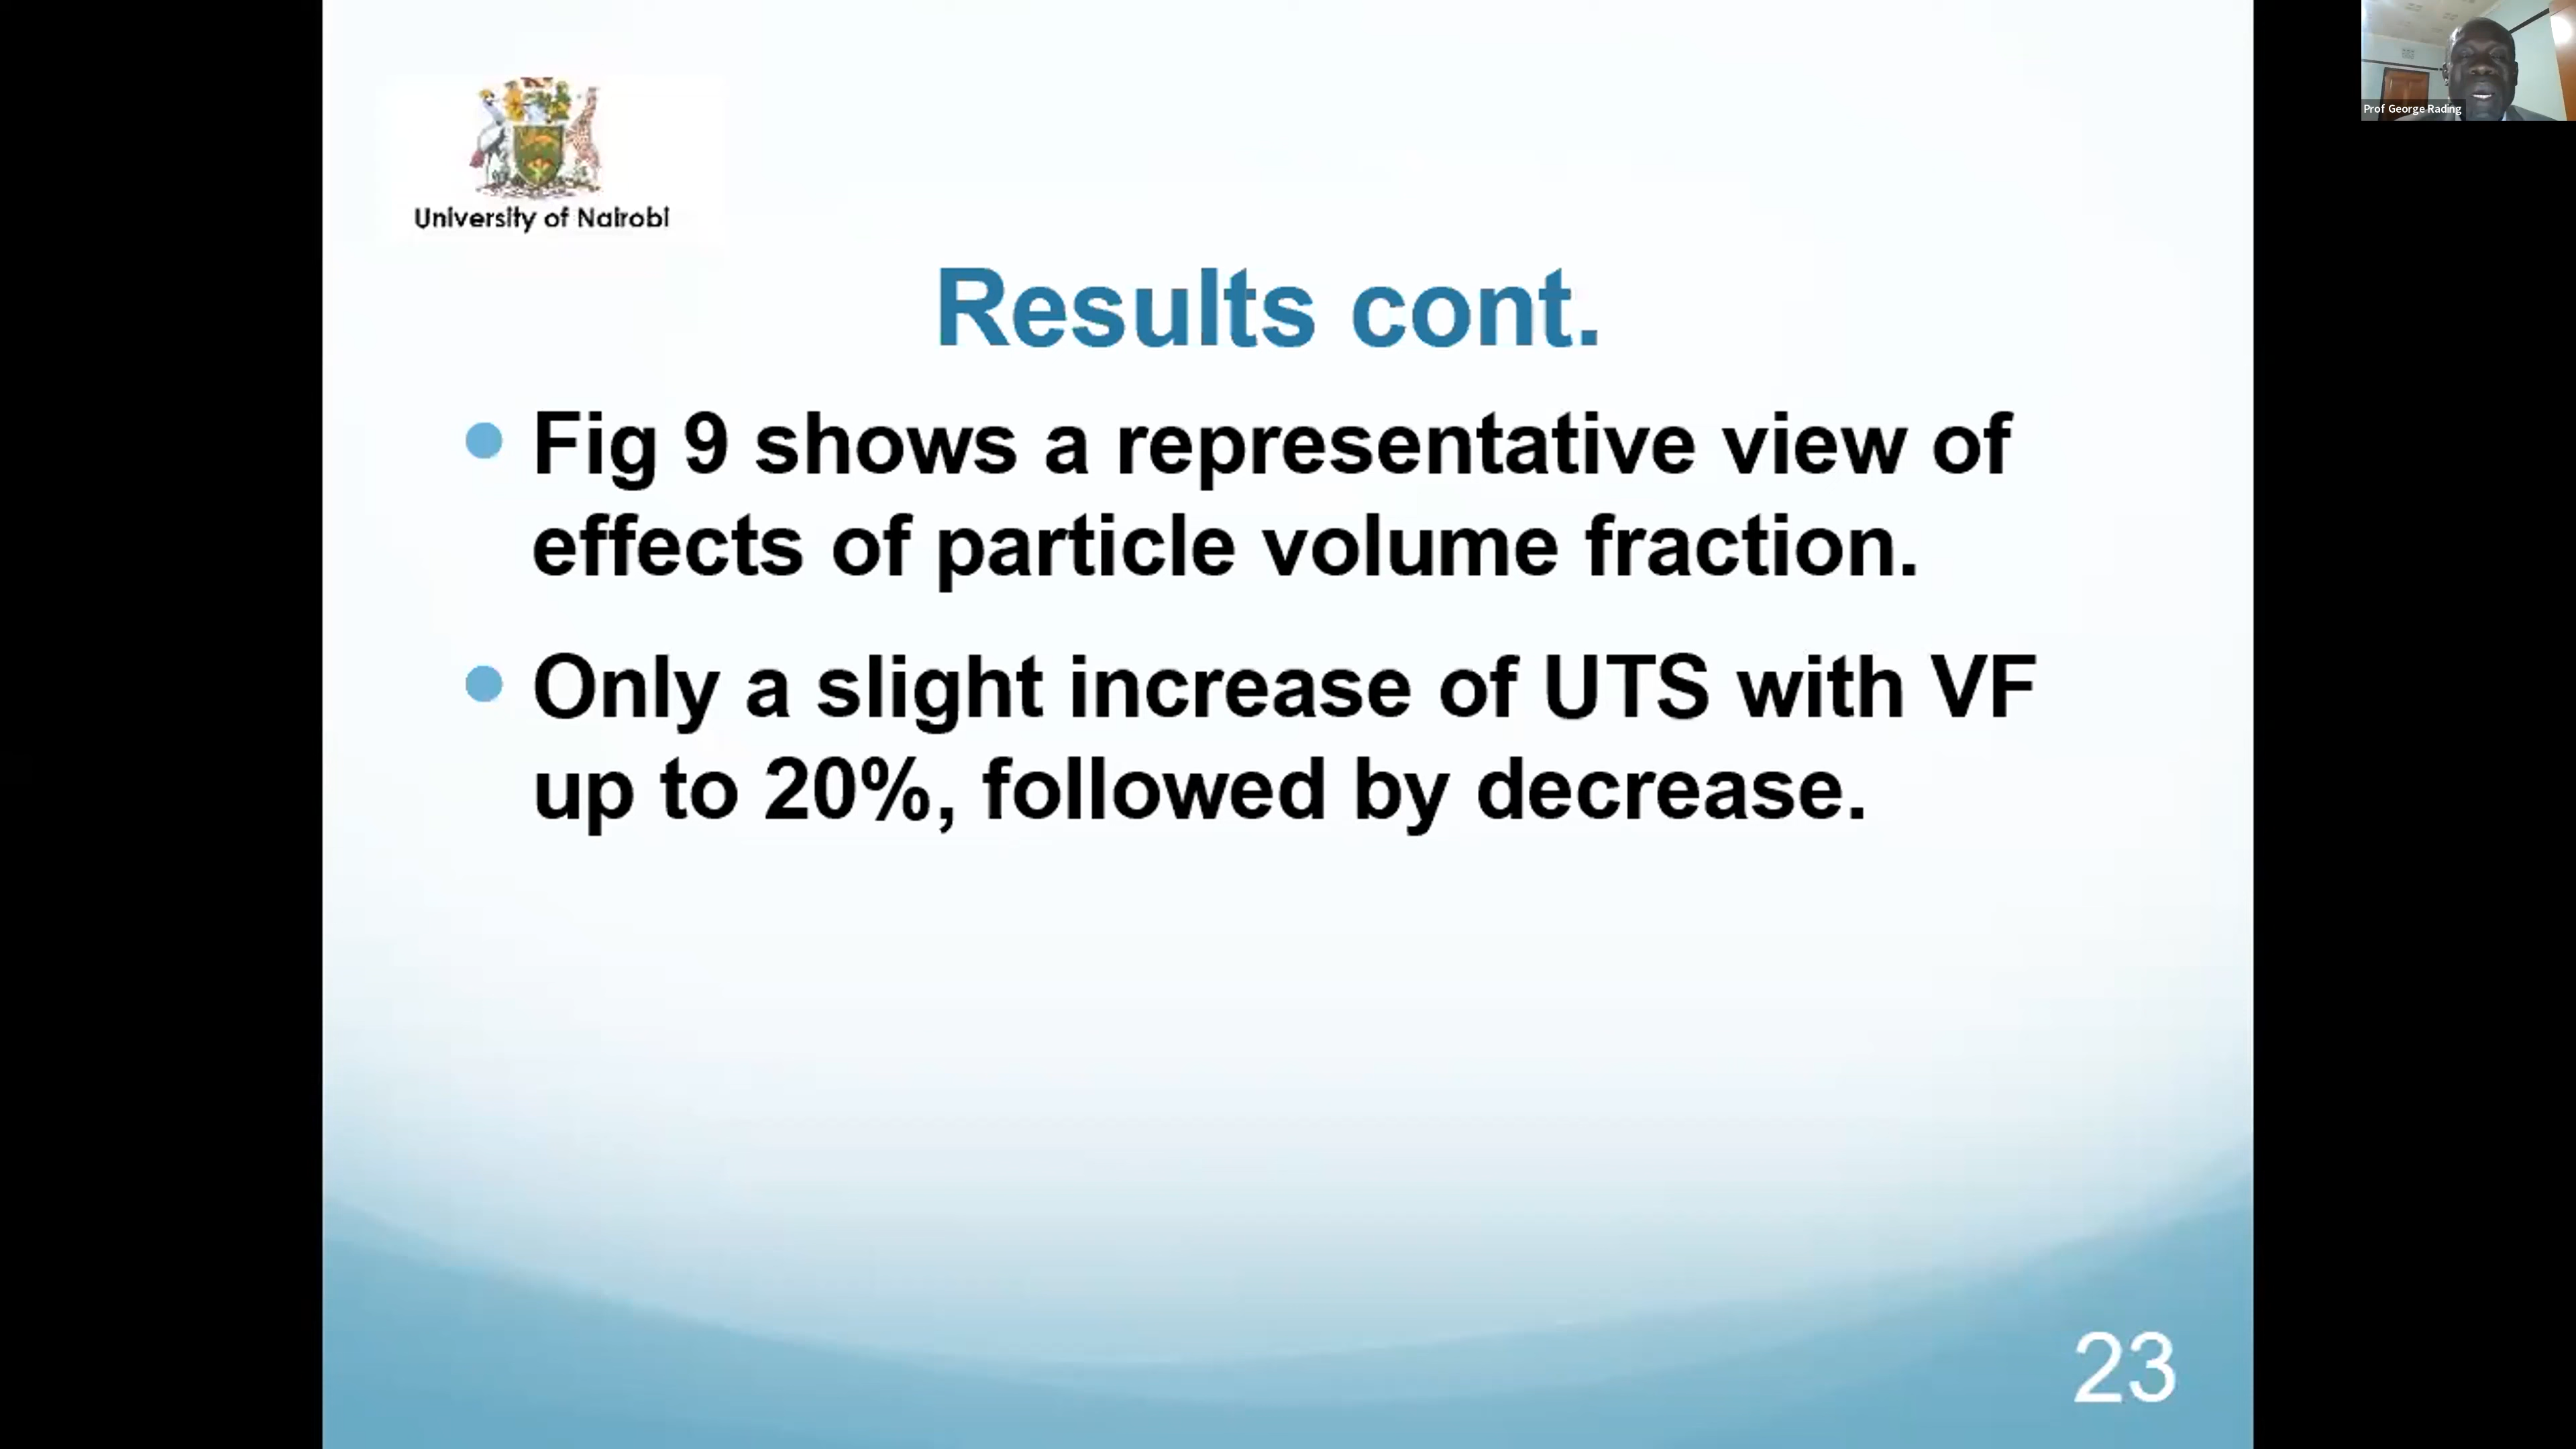 University of Nairobi
Prof George Rading
Results cont.
Fig 9 shows a representative view of
effects of particle volume fraction.
Only a slight increase of UTS with VF
up to 20%, followed by decrease.
23